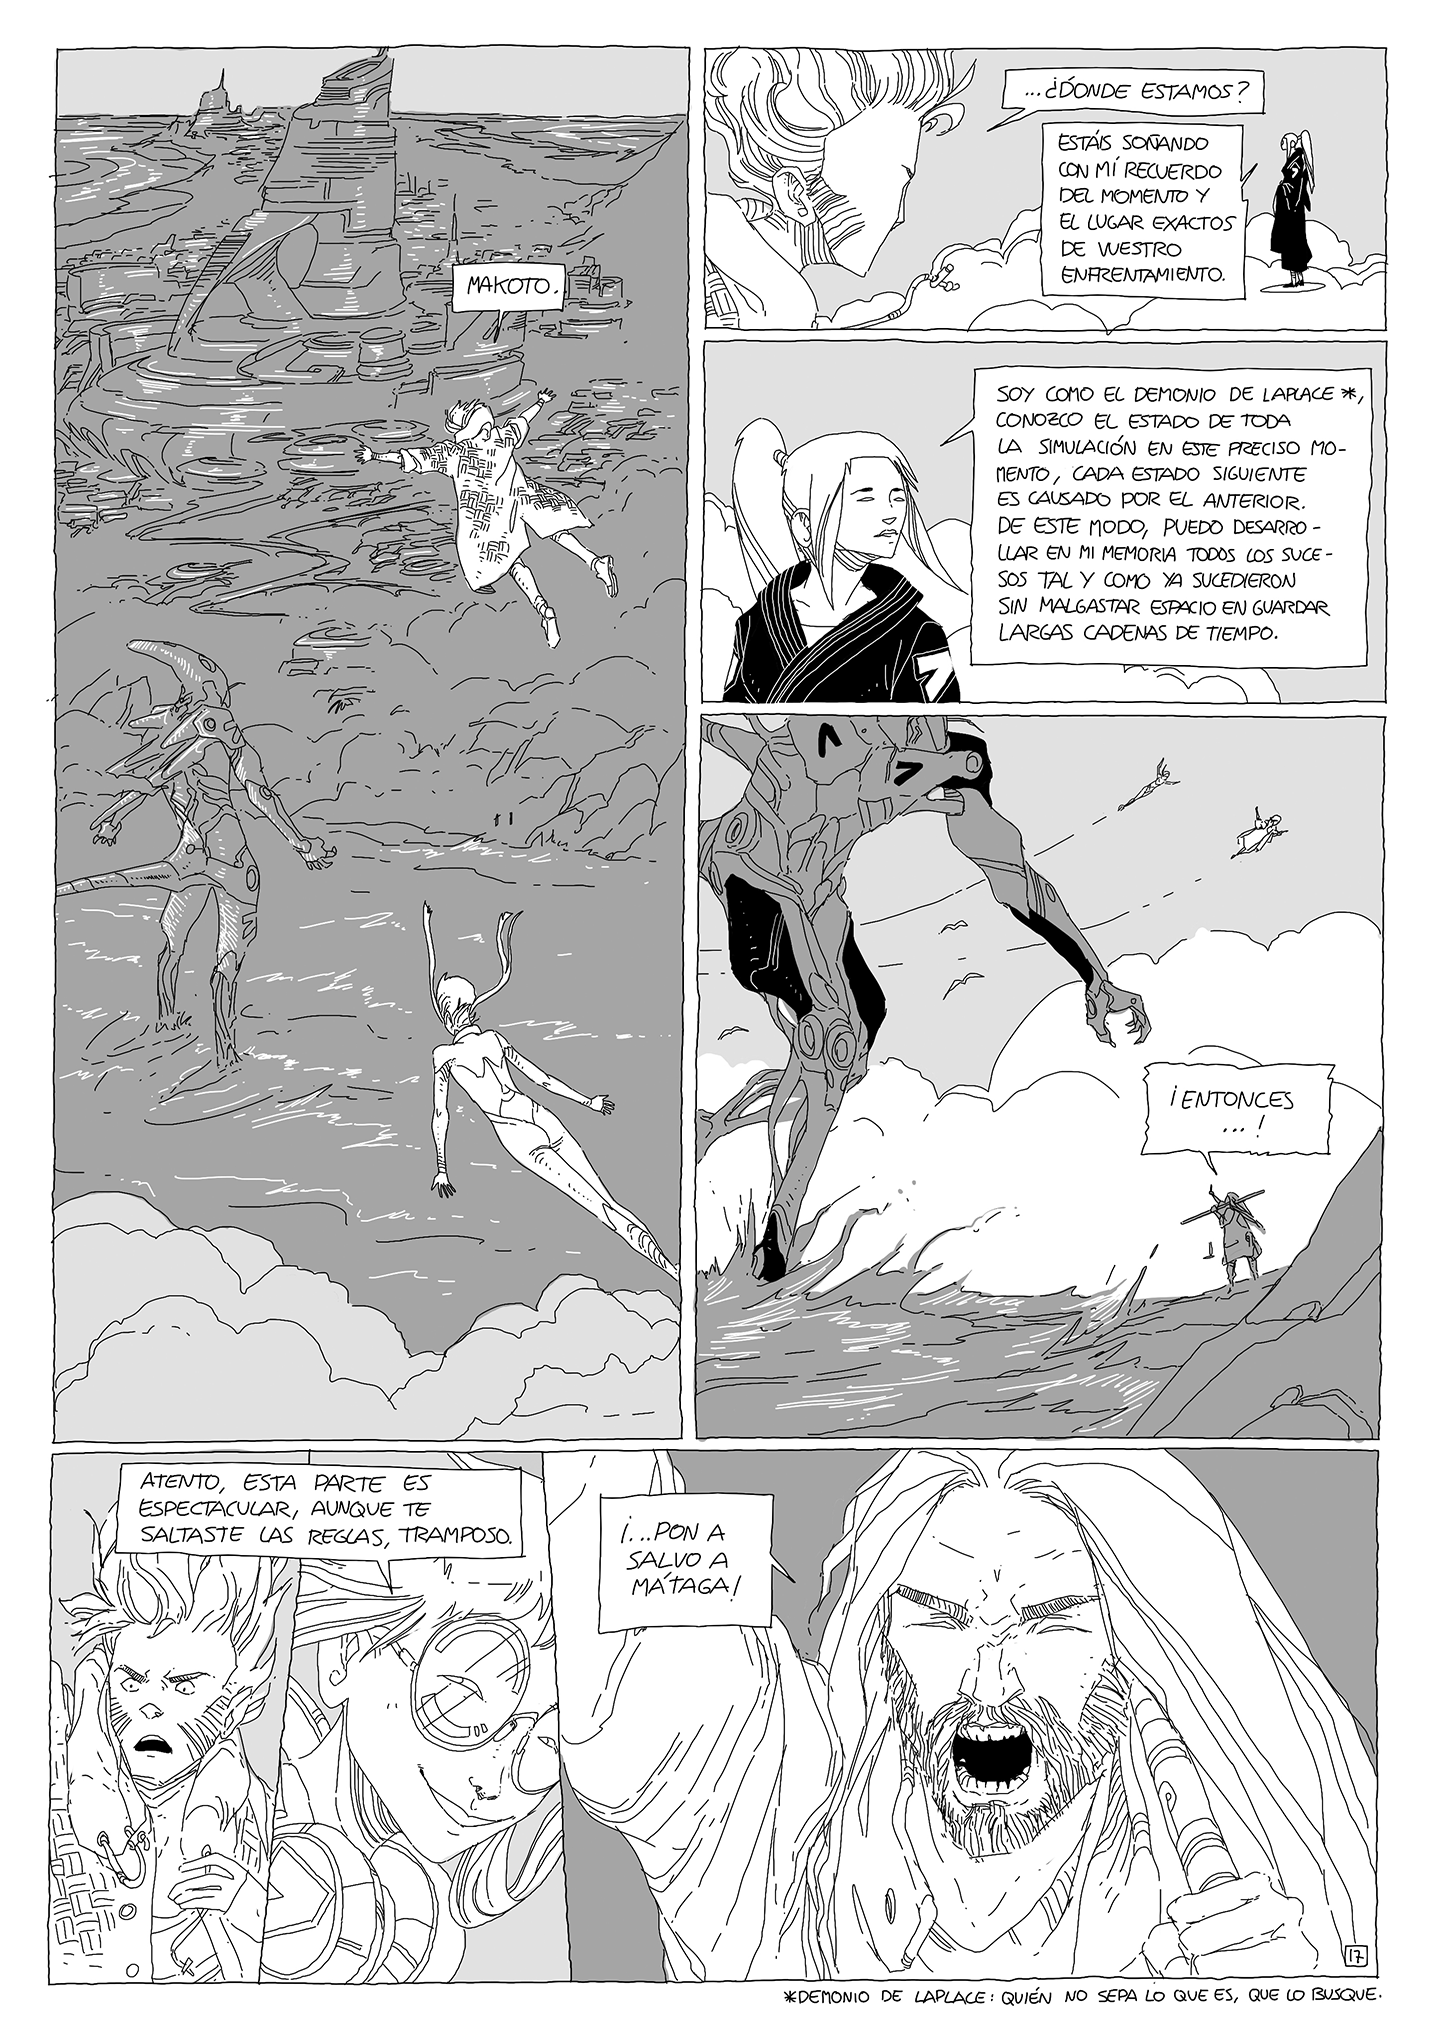 MAKOTO.
...¿DÓNDE ESTAMOS?
ESTÁIS SOÑANDO
CON MÍ RECUERDO
DEL MOMENTO Y
EL LUGAR EXACTOS
DE VUESTRO
ENFRENTAMIENTO.
SOY COMO EL DEMONIO DE LAPLACE*,
CONOZCO EL ESTADO DE TODA
LA SIMULACIÓN EN ESTE PRECISO MO-
MENTO, CADA ESTADO SIGUIENTE
ES CAUSADO POR EL ANTERIOR.
DE ESTE MODO, PUEDO DESARRO-
LLAR EN MI MEMORIA TODOS LOS SUCE-
SOS TAL Y COMO YA SUCEDIERON
SIN MALGASTAR ESPACIO EN GUARDAR
LARGAS CADENAS DE TIEMPO.
¡ENTONCES
...!
ATENTO, ESTA PARTE ES
ESPECTACULAR, AUNQUE TE
SALTASTE LAS REGLAS, TRAMPOSO.
¡...PON A
SALVO A
MÁTAGA!
17
*DEMONIO DE LAPLACE: QUIÉN NO SEPA LO QUE ES, QUE LO BUSQUE.